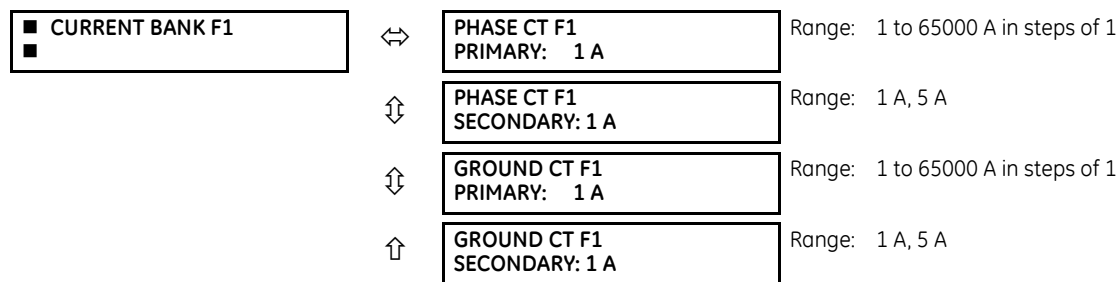 ■ CURRENT BANK F1
■
PHASE CT F1
PRIMARY: 1 A
Range: 1 to 65000 A in steps of 1
PHASE CT F1
SECONDARY: 1 A
Range: 1 A, 5 A
GROUND CT F1
PRIMARY: 1 A
Range: 1 to 65000 A in steps of 1
GROUND CT F1
SECONDARY: 1 A
Range: 1 A, 5 A